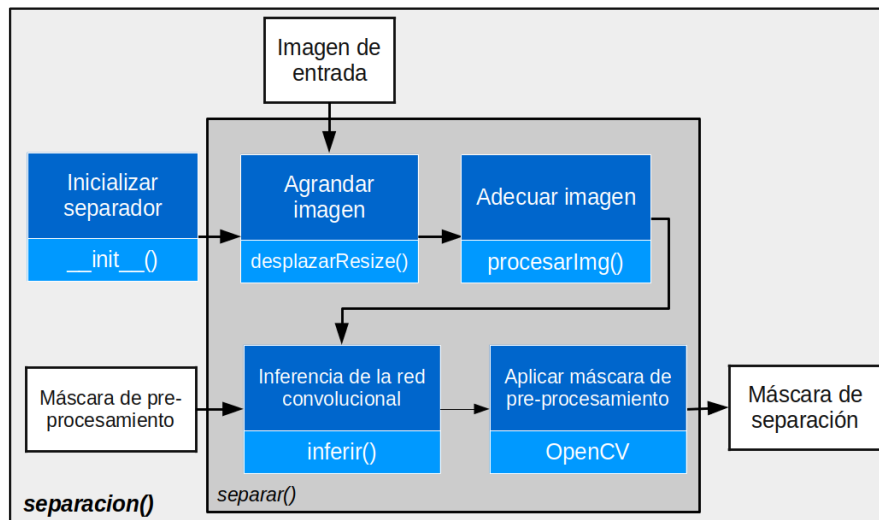 Imagen de
entrada
Inicializar
separador
__init__()
Agrandar
imagen
desplazarResize()
Adecuar imagen
procesarImg()
Máscara de pre-
procesamiento
Inferencia de la red
convolucional
inferir()
Aplicar máscara de
pre-procesamiento
OpenCV
Máscara de
separación
separar()
separacion()